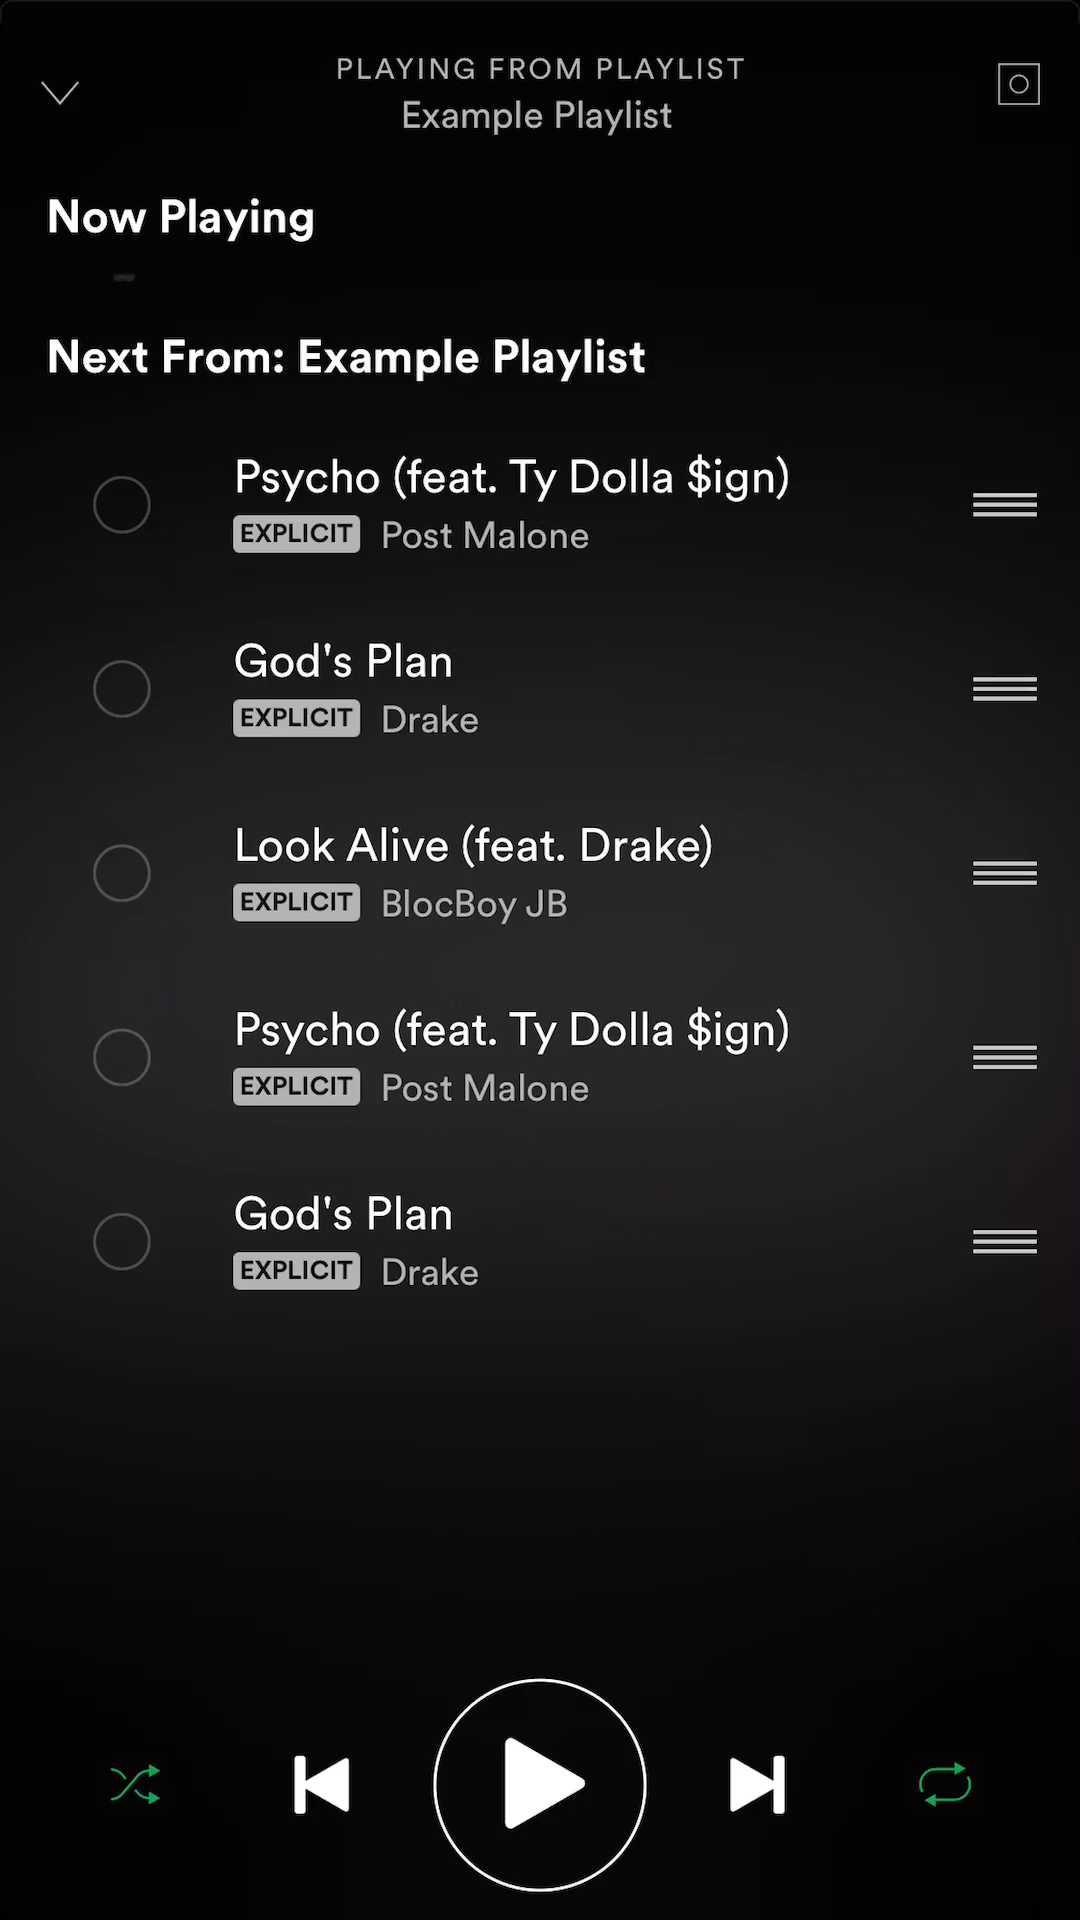 PLAYING FROM PLAYLIST
Example Playlist
Now Playing
Next From: Example Playlist
Psycho (feat. Ty Dolla $ign)
EXPLICIT Post Malone
God's Plan
EXPLICIT Drake
Look Alive (feat. Drake)
EXPLICIT BlocBoy JB
Psycho (feat. Ty Dolla $ign)
EXPLICIT Post Malone
God's Plan
EXPLICIT Drake